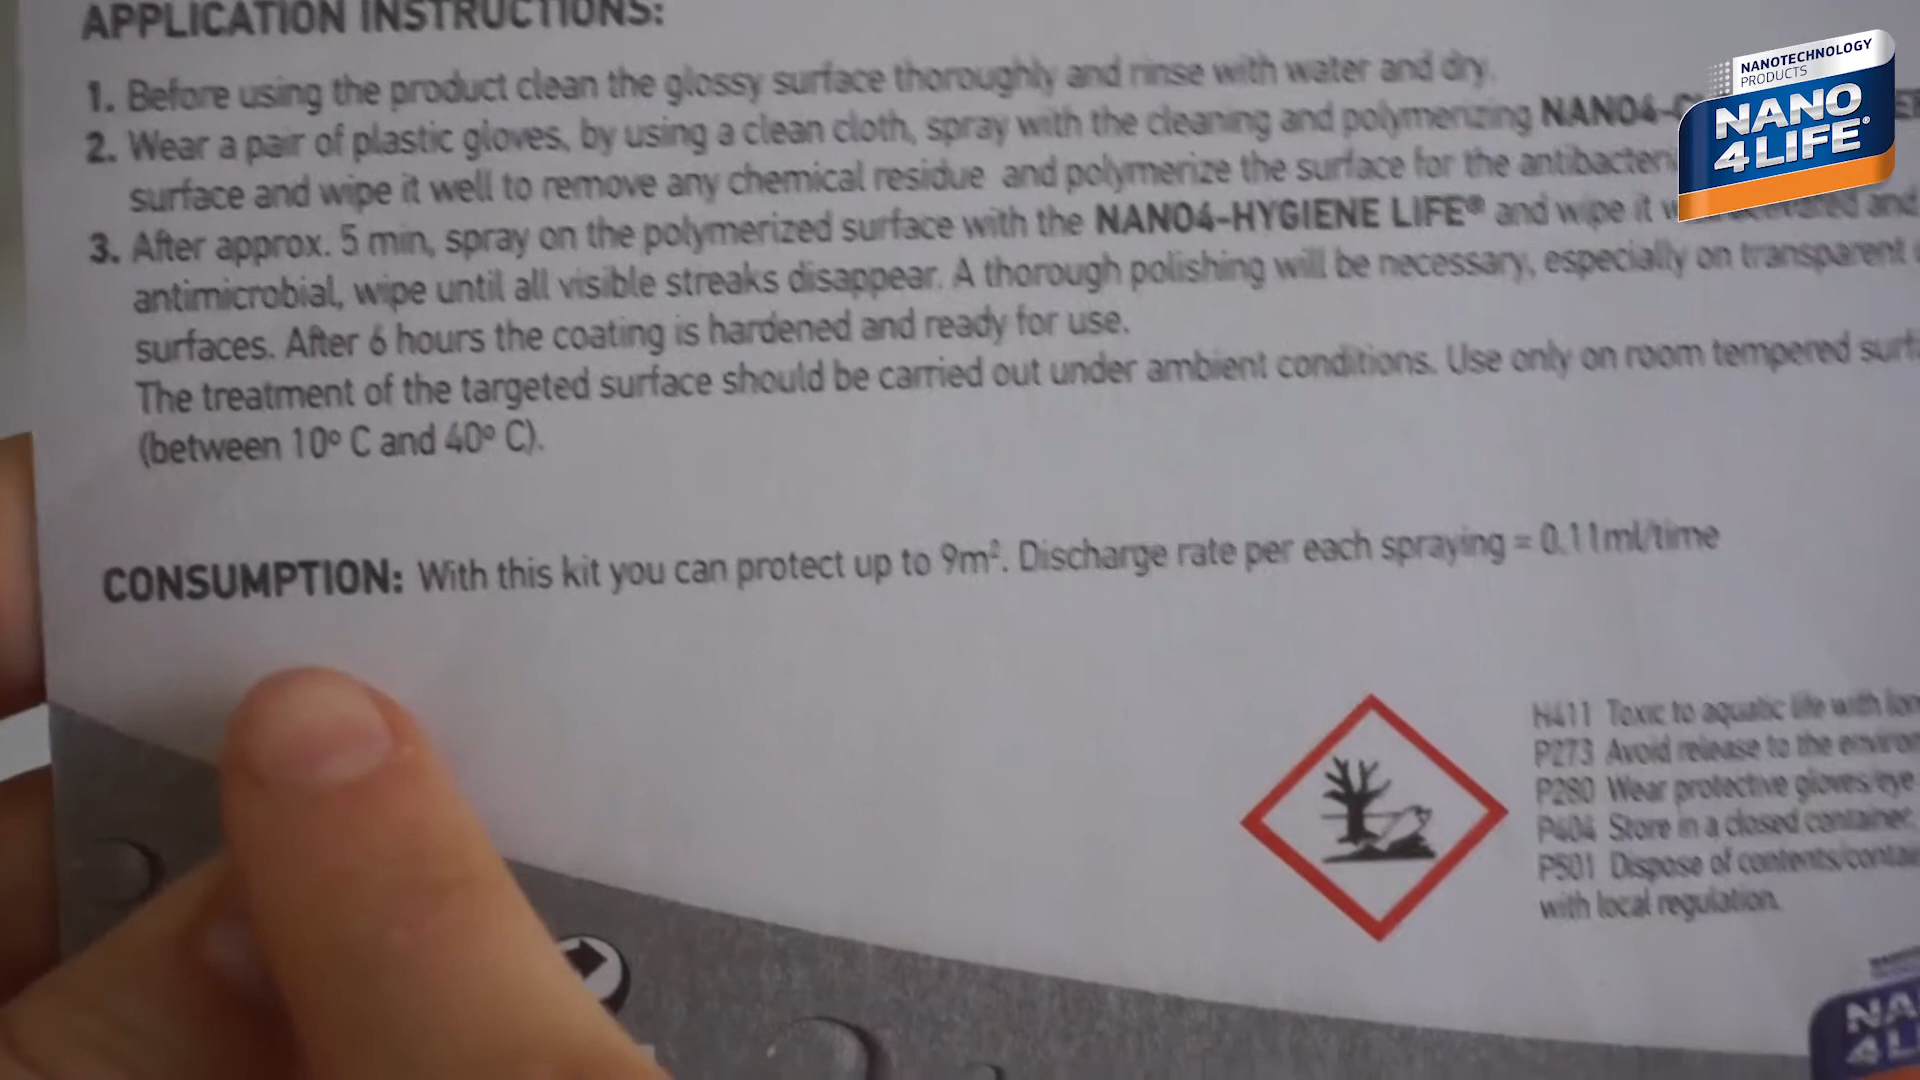 APPLICATION INSTRUCTIONS:
1. Before using the product clean the glossy surface thoroughly and rinse with water and dry.
2. Wear a pair of plastic gloves, by using a clean cloth, spray with the cleaning and polymerizing NANO4-
surface and wipe it well to remove any chemical residue and polymerize the surface for the
3. After approx. 5 min, spray on the polymerized surface with the NANO4-HYGIENE LIFE® and wipe it and
antimicrobial, wipe until all visible streaks disappear. A thorough polishing will be necessary, especially on transparent
surfaces. After 6 hours the coating is hardened and ready for use.
The treatment of the targeted surface should be carried out under ambient conditions. Use only on room tempered
(between 10º C and 40º C).
CONSUMPTION: With this kit you can protect up to 9m². Discharge rate per each spraying = 0.11ml/time
H411 Toxic to aquatic life with
P273 Avoid release to the
P280 Wear protective gloves/eye
P404 Store in a closed container.
P501 Dispose of
with local regulation.
NANOTECHNOLOGY
PRODUCTS
NANO
4LIFE®